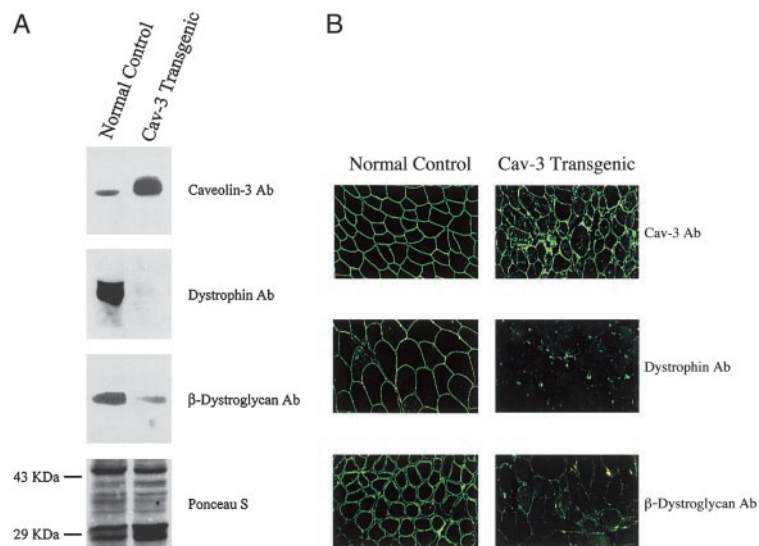 A
Normal Control
Cav-3 Transgenic
Caveolin-3 Ab
Dystrophin Ab
β-Dystroglycan Ab
43 KDa
Ponceau S
29 KDa
B
Normal Control
Cav-3 Transgenic
Cav-3 Ab
Dystrophin Ab
β-Dystroglycan Ab